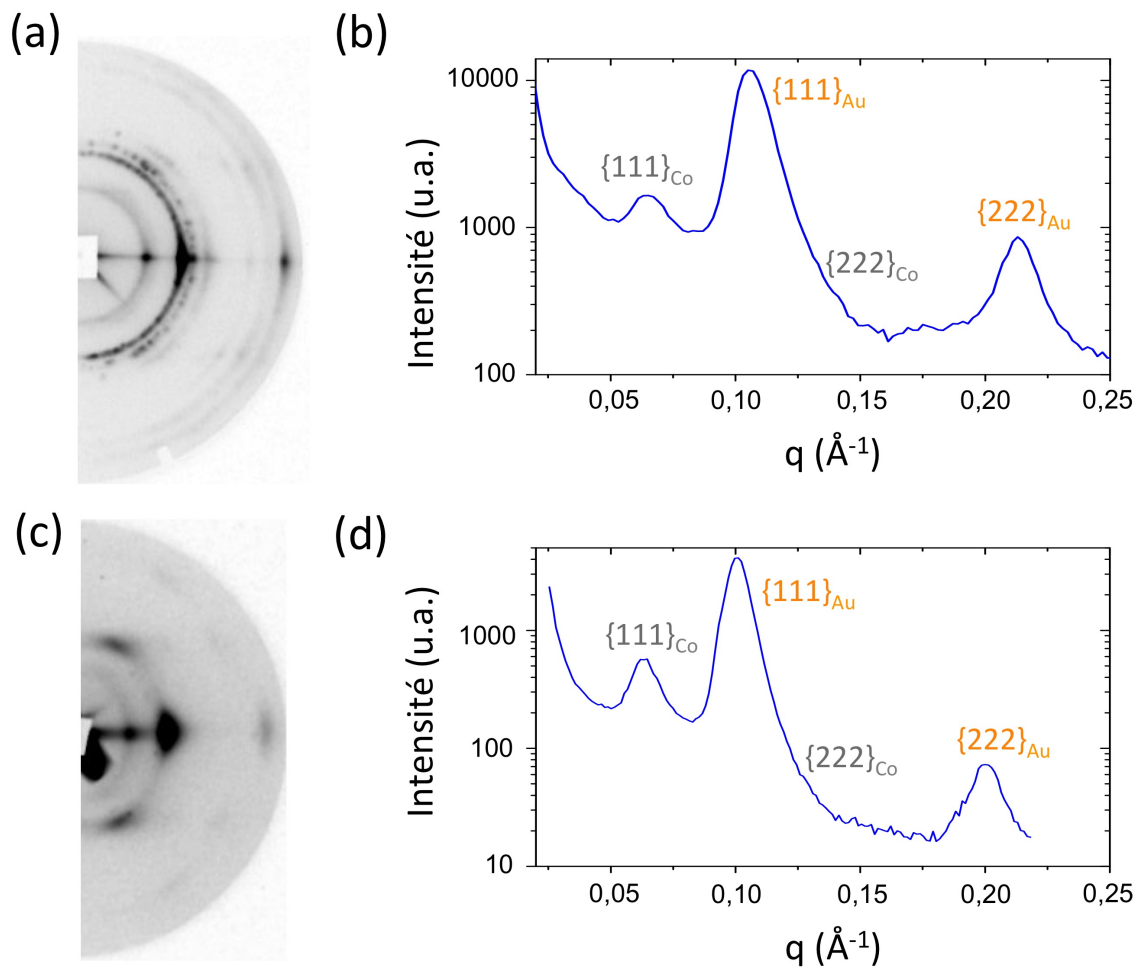 (a)
(b)
Intensité (u.a.)
10000
1000
100
{111}Co
{111}Au
{222}Co
{222}Au
0,05 0,10 0,15 0,20 0,25
q (Å-1)
(c)
(d)
Intensité (u.a.)
1000
100
10
{111}Co
{111}Au
{222}Co
{222}Au
0,05 0,10 0,15 0,20 0,25
q (Å-1)